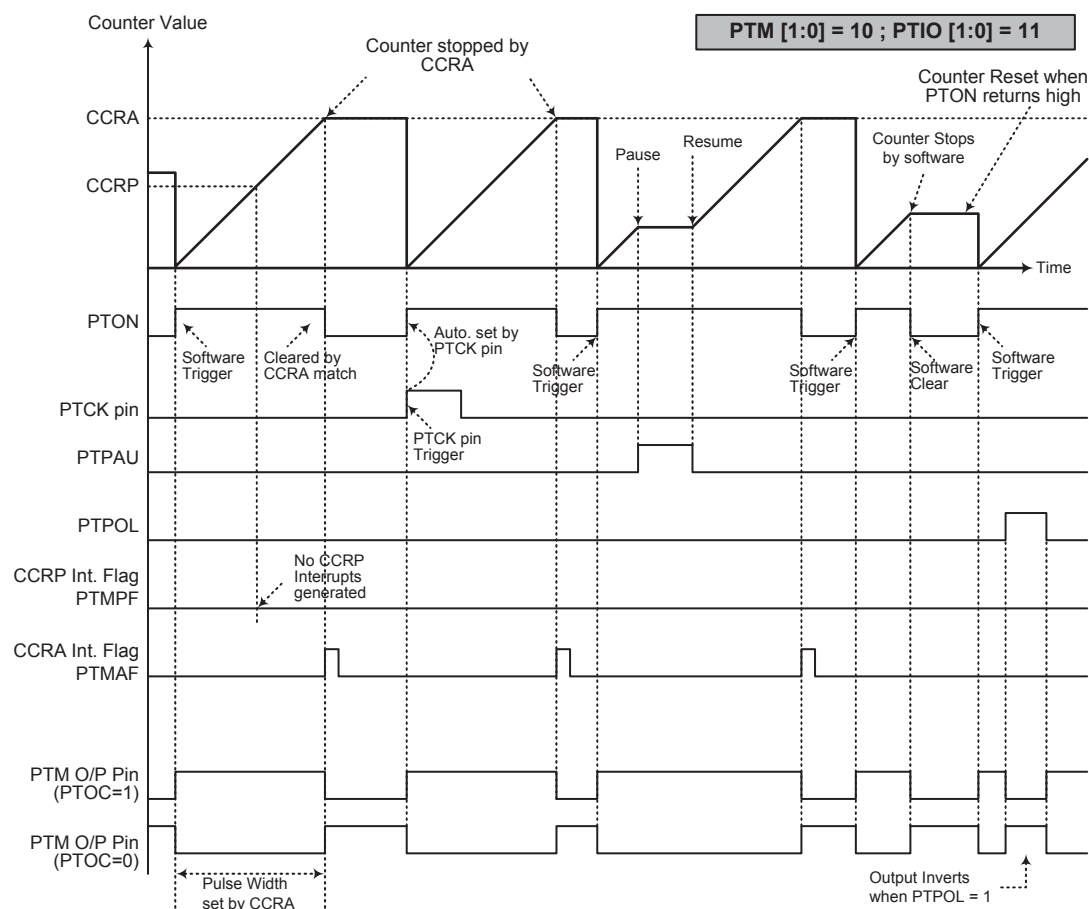 Counter Value
PTM [1:0] = 10 ; PTIO [1:0] = 11
Counter stopped by
CCRA
Counter Reset when
PTON returns high
CCRA
Pause
Resume
Counter Stops
by software
CCRP
Time
PTON
Software
Trigger
Cleared by
CCRA match
Auto. set by
PTCK pin
Software
Trigger
Software
Trigger
Software
Clear
Software
Trigger
PTCK pin
PTCK pin
Trigger
PTPAU
PTPOL
No CCRP
Interrupts
generated
CCRP Int. Flag
PTMPF
CCRA Int. Flag
PTMAF
PTM O/P Pin
(PTOC=1)
PTM O/P Pin
(PTOC=0)
Pulse Width
set by CCRA
Output Inverts
when PTPOL = 1